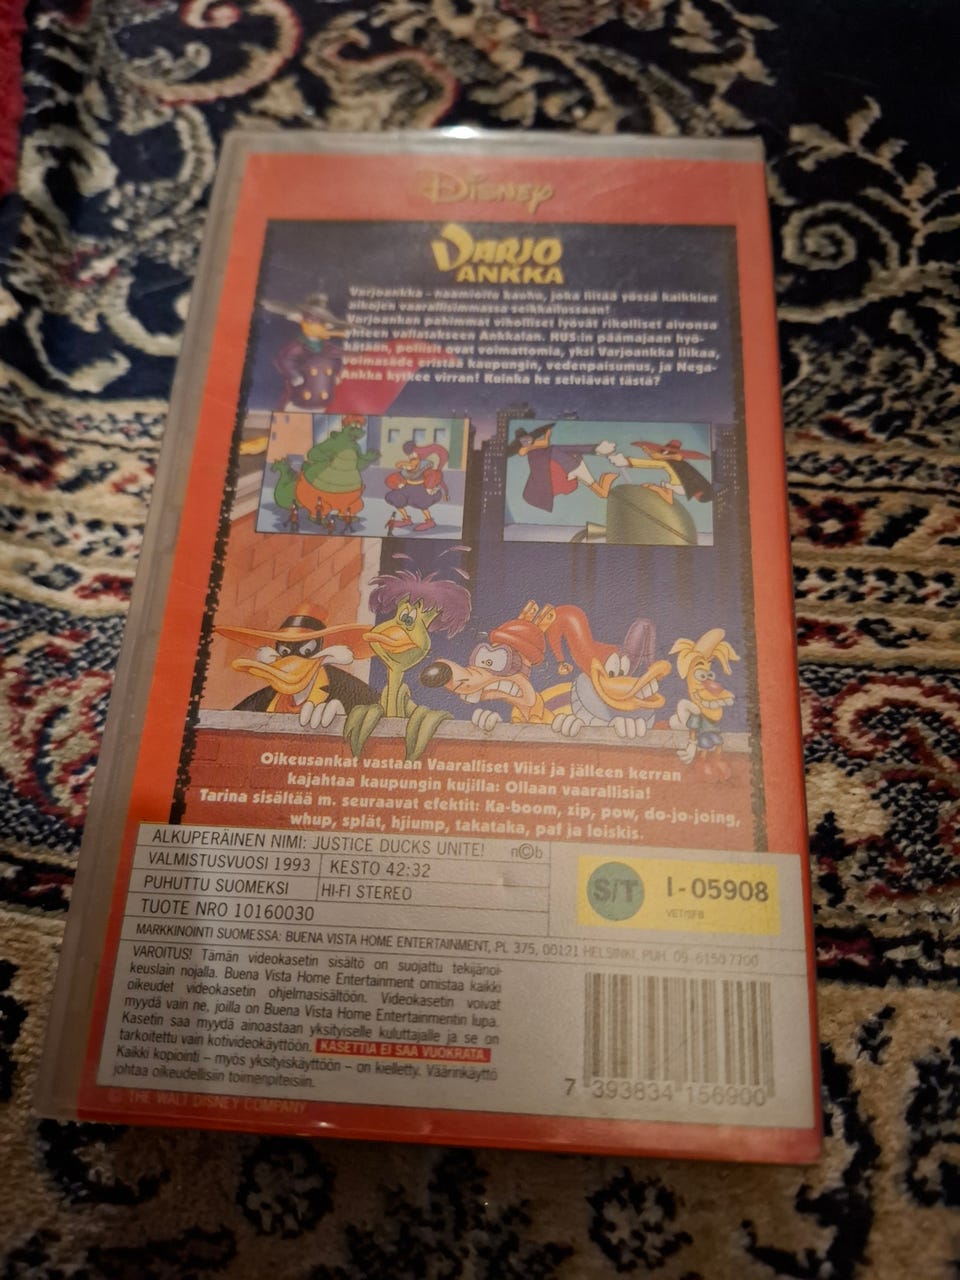 Disney
VARJO
ANKKA
Varjoankka - naamioitu kauhu, joka liitää yössä kaikkien
aikojen vaarallisimmassa seikkailussaan!
Varjoankan pahimmat viholliset lyövät rikolliset aivonsa
yhteen vallatakseen Ankkalan. HUS:in päämajaan hyö-
kätään, poliisit ovat voimattomia, yksi Varjoankka liikaa,
voimasäde eristää kaupungin, vedenpaisumus, ja Nega-
Ankka kytkee virran! Kuinka he selviävät tästä?
Oikeusankat vastaan Vaaralliset Viisi ja jälleen kerran
kajahtaa kaupungin kujilla: Ollaan vaarallisia!
Tarina sisältää m. seuraavat efektit: Ka-boom, zip, pow, do-jo-joing,
whup, splät, hjiump, takataka, paf ja loiskis.
ALKUPERÄINEN NIMI: JUSTICE DUCKS UNITE! n©b
VALMISTUSVUOSI 1993 KESTO 42:32
PUHUTTU SUOMEKSI HI-FI STEREO
TUOTE NRO 10160030
S/T I-05908
VET/SFB
MARKKINOINTI SUOMESSA: BUENA VISTA HOME ENTERTAINMENT, PL 375, 00121 HELSINKI, PUH. 09-6150 7700
VAROITUS! Tämän videokasetin sisältö on suojattu tekijänoi-
keuslain nojalla. Buena Vista Home Entertainment omistaa kaikki
oikeudet videokasetin ohjelmasisältöön. Videokasetin voivat
myydä vain ne, joilla on Buena Vista Home Entertainmentin lupa.
Kasetin saa myydä ainoastaan yksityiselle kuluttajalle ja se on
tarkoitettu vain kotivideokäyttöön. KASETTIA EI SAA VUOKRATA.
Kaikki kopiointi – myös yksityiskäyttöön – on kielletty. Väärinkäyttö
johtaa oikeudellisiin toimenpiteisiin.
7 393834 156900
© THE WALT DISNEY COMPANY